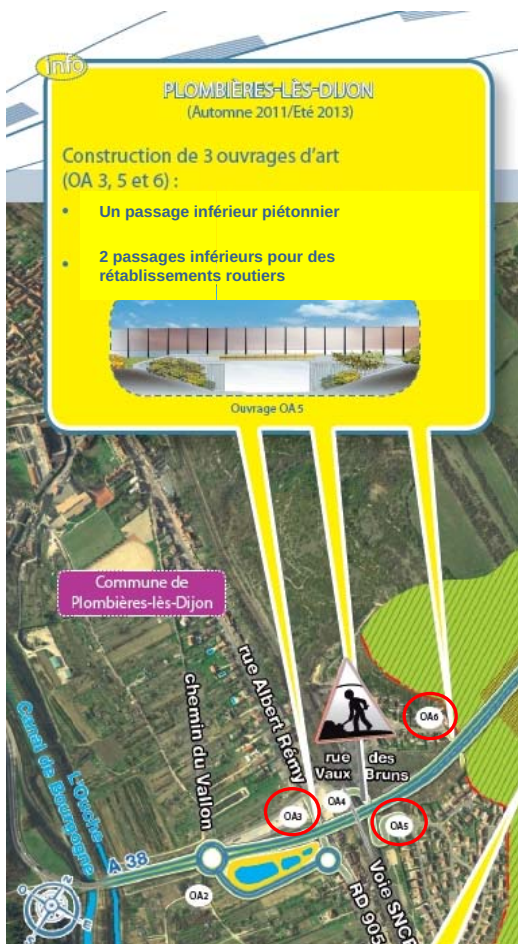 Info
PLOMBIÈRES-LÈS-DIJON
(Automne 2011/Eté 2013)
Construction de 3 ouvrages d'art
(OA 3, 5 et 6) :
• Un passage inférieur piétonnier
• 2 passages inférieurs pour des
rétablissements routiers
Ouvrage OA5
Commune de
Plombières-lès-Dijon
rue Albert Rémy
chemin du Vallon
Canal de Bourgogne
L'Ouche
OA6
rue des
Vaux Bruns
OA4
OA3
OA5
A 38
OA2
Voie SNCF
RD 905
N
E
S
O